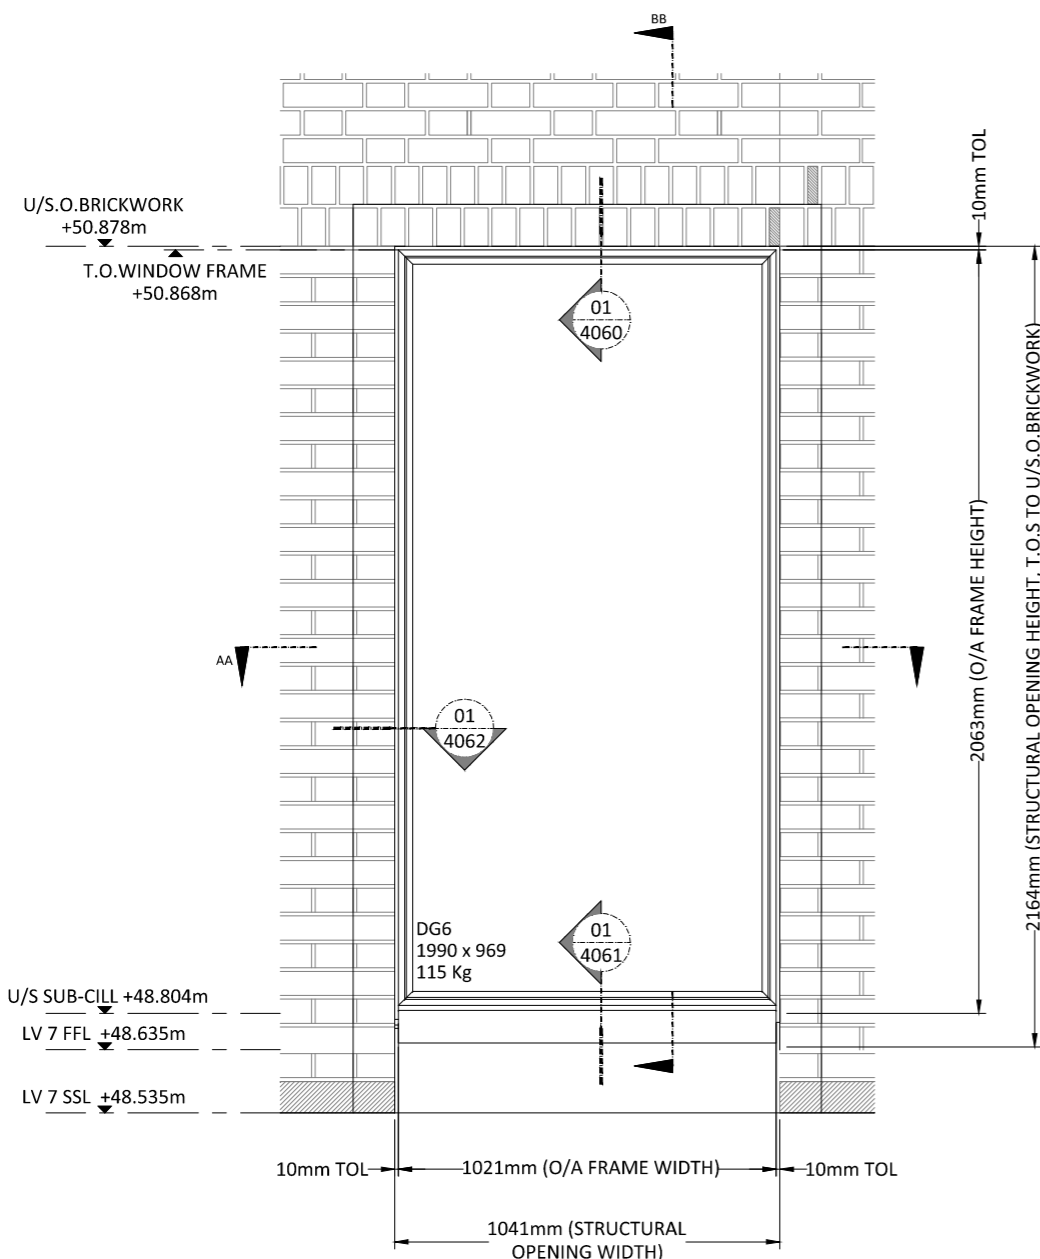 BB
10mm TOL
U/S.O.BRICKWORK
+50.878m
T.O.WINDOW FRAME
+50.868m
01
4060
2063mm (O/A FRAME HEIGHT)
2164mm (STRUCTURAL OPENING HEIGHT, T.O.S TO U/S.O.BRICKWORK)
AA
01
4062
DG6
1990 x 969
115 Kg
01
4061
U/S SUB-CILL +48.804m
LV 7 FFL +48.635m
LV 7 SSL +48.535m
10mm TOL
1021mm (O/A FRAME WIDTH)
10mm TOL
1041mm (STRUCTURAL
OPENING WIDTH)